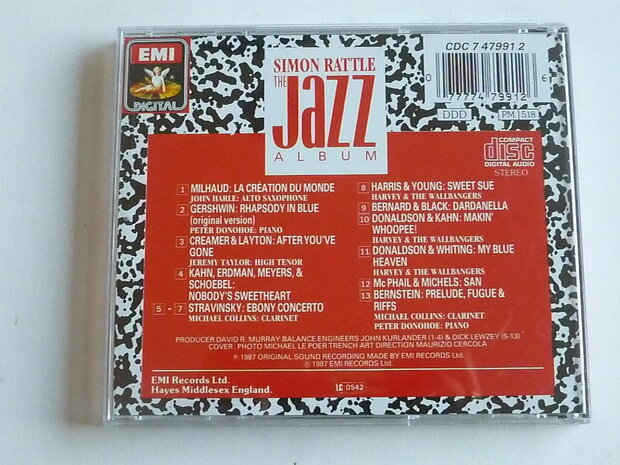 EMI
DIGITAL
SIMON RATTLE
THE
Jazz
ALBUM
CDC 7 47991 2
0 77774 79912 6
DDD
PM 518
COMPACT
disc
DIGITAL AUDIO
STEREO
1 MILHAUD: LA CRÉATION DU MONDE
JOHN HARLE: ALTO SAXOPHONE
2 GERSHWIN: RHAPSODY IN BLUE
(original version)
PETER DONOHOE: PIANO
3 CREAMER & LAYTON: AFTER YOU'VE
GONE
JEREMY TAYLOR: HIGH TENOR
4 KAHN, ERDMAN, MEYERS, &
SCHOEBEL:
NOBODY'S SWEETHEART
5 - 7 STRAVINSKY: EBONY CONCERTO
MICHAEL COLLINS: CLARINET
8 HARRIS & YOUNG: SWEET SUE
HARVEY & THE WALLBANGERS
9 BERNARD & BLACK: DARDANELLA
10 DONALDSON & KAHN: MAKIN'
WHOOPEE!
HARVEY & THE WALLBANGERS
11 DONALDSON & WHITING: MY BLUE
HEAVEN
HARVEY & THE WALLBANGERS
12 Mc PHAIL & MICHELS: SAN
13 BERNSTEIN: PRELUDE, FUGUE &
RIFFS
MICHAEL COLLINS: CLARINET
PETER DONOHOE: PIANO
PRODUCER DAVID R. MURRAY BALANCE ENGINEERS JOHN KURLANDER (1-4) & DICK LEWZEY (5-13)
COVER: PHOTO MICHAEL LE POER TRENCH ART DIRECTION MAURIZIO CERCOLA
℗ 1987 ORIGINAL SOUND RECORDING MADE BY EMI RECORDS LTD.
© 1987 EMI RECORDS LTD.
EMI Records Ltd.
Hayes Middlesex England.
LC 0542